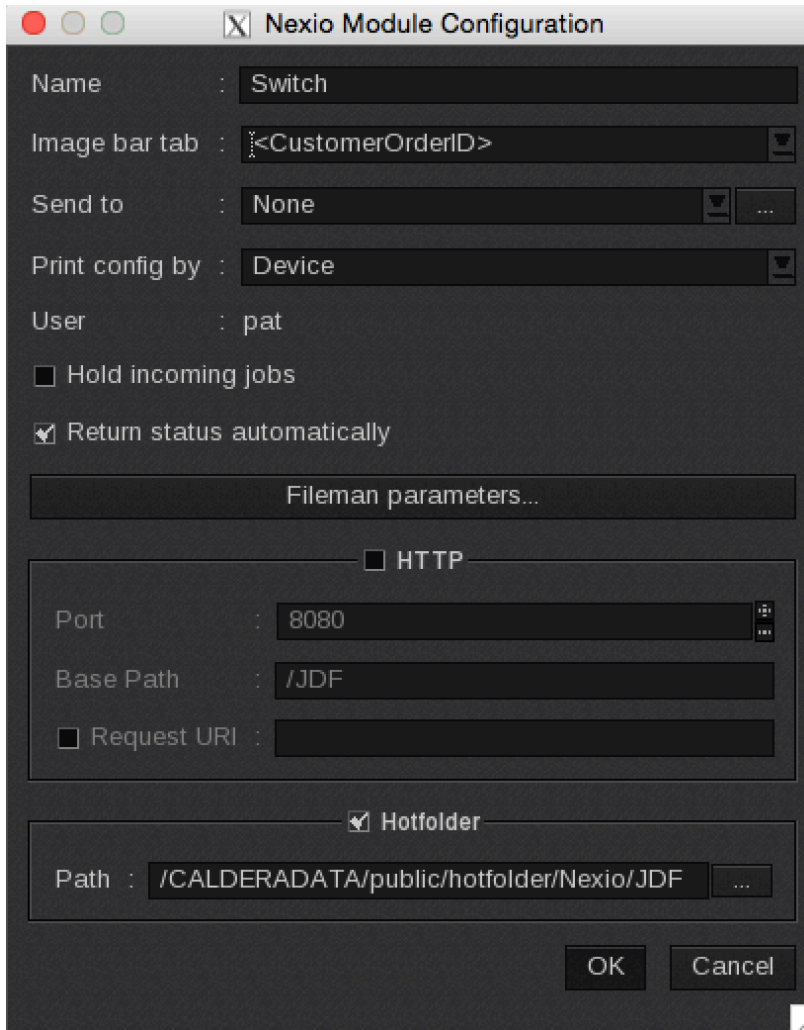 Nexio Module Configuration
Name : Switch
Image bar tab : <CustomerOrderID>
Send to : None ...
Print config by : Device
User : pat
Hold incoming jobs
Return status automatically
Fileman parameters...
HTTP
Port : 8080
Base Path : /JDF
Request URI :
Hotfolder
Path : /CALDERADATA/public/hotfolder/Nexio/JDF ...
OK Cancel